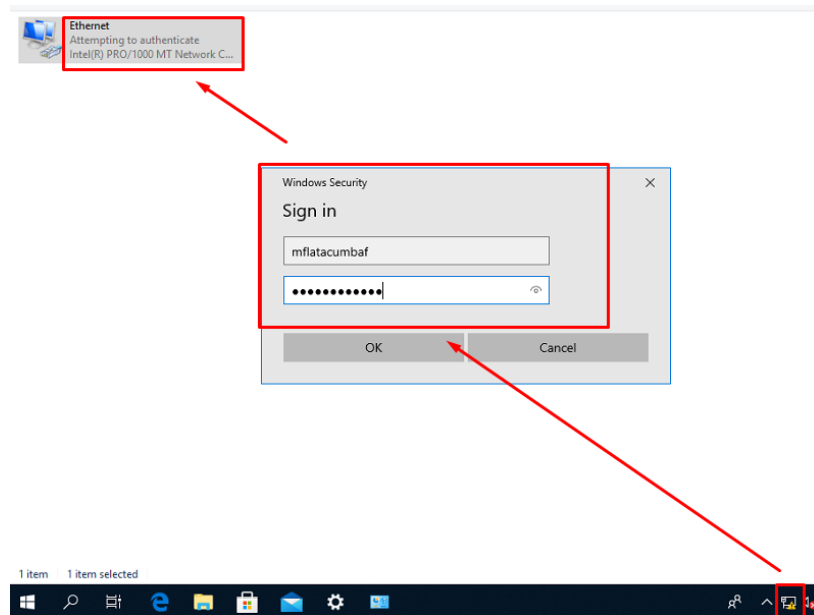 Ethernet
Attempting to authenticate
Intel(R) PRO/1000 MT Network C...
Windows Security
Sign in
mflatacumbaf
●●●●●●●●●●●●
OK
Cancel
1 item
1 item selected